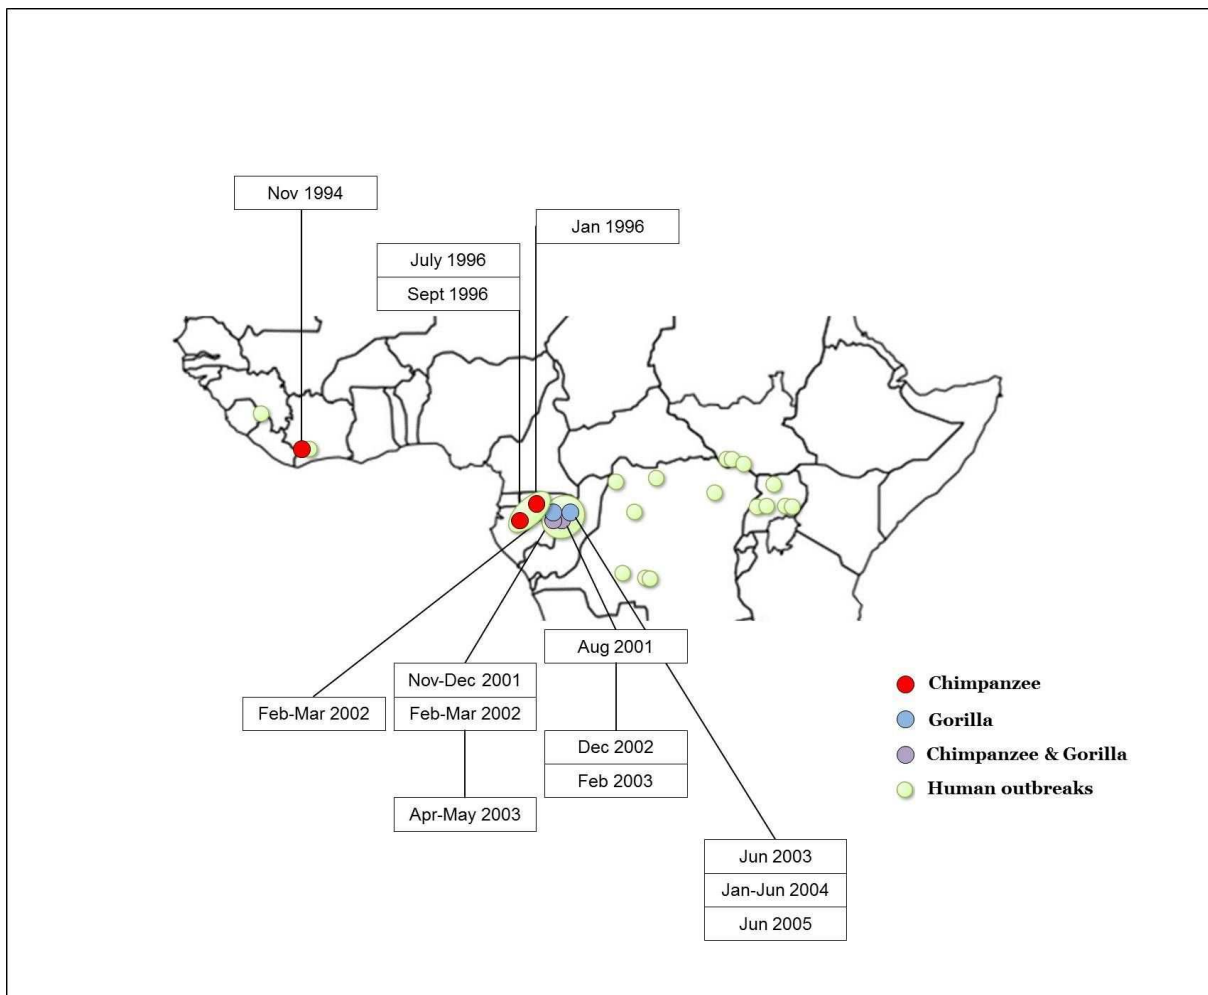 Nov 1994
Jan 1996
July 1996
Sept 1996
Aug 2001
Nov-Dec 2001
Feb-Mar 2002
Feb-Mar 2002
Dec 2002
Feb 2003
Apr-May 2003
Jun 2003
Jan-Jun 2004
Jun 2005
Chimpanzee
Gorilla
Chimpanzee & Gorilla
Human outbreaks